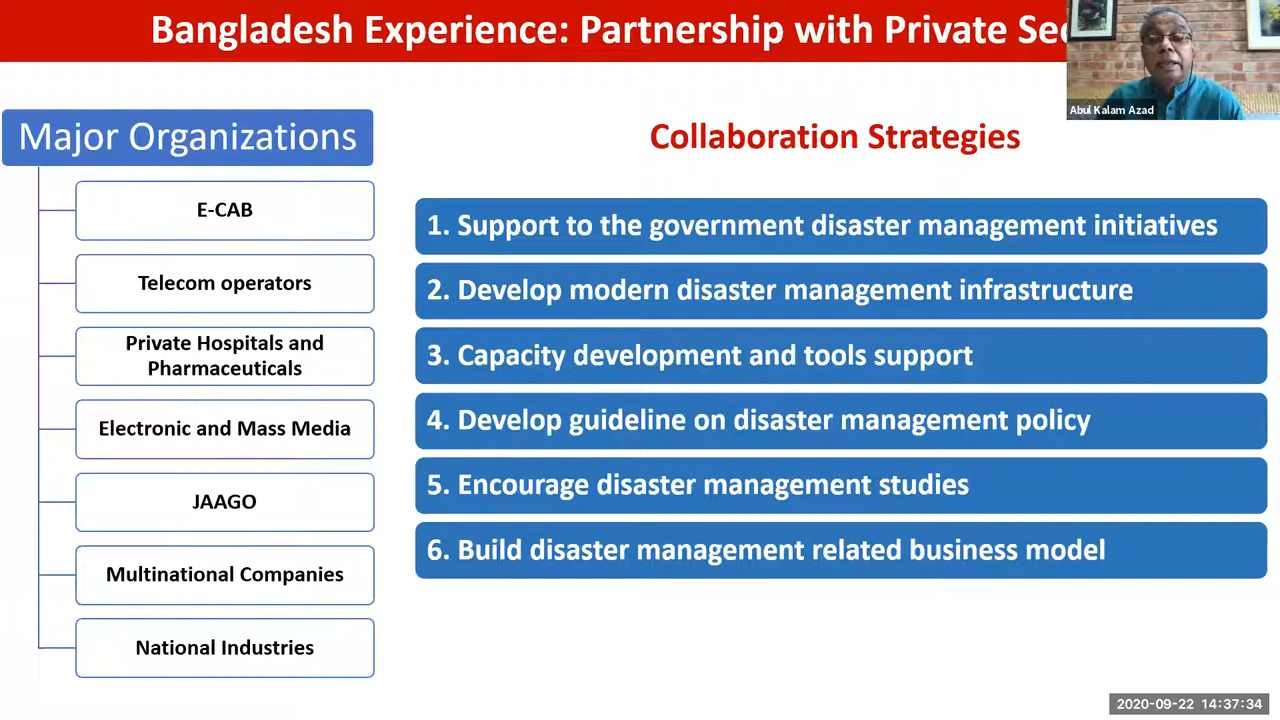 Bangladesh Experience: Partnership with Private
Abul Kalam Azad
Major Organizations
E-CAB
Telecom operators
Private Hospitals and
Pharmaceuticals
Electronic and Mass Media
JAAGO
Multinational Companies
National Industries
Collaboration Strategies
1. Support to the government disaster management initiatives
2. Develop modern disaster management infrastructure
3. Capacity development and tools support
4. Develop guideline on disaster management policy
5. Encourage disaster management studies
6. Build disaster management related business model
2020-09-22 14:37:34